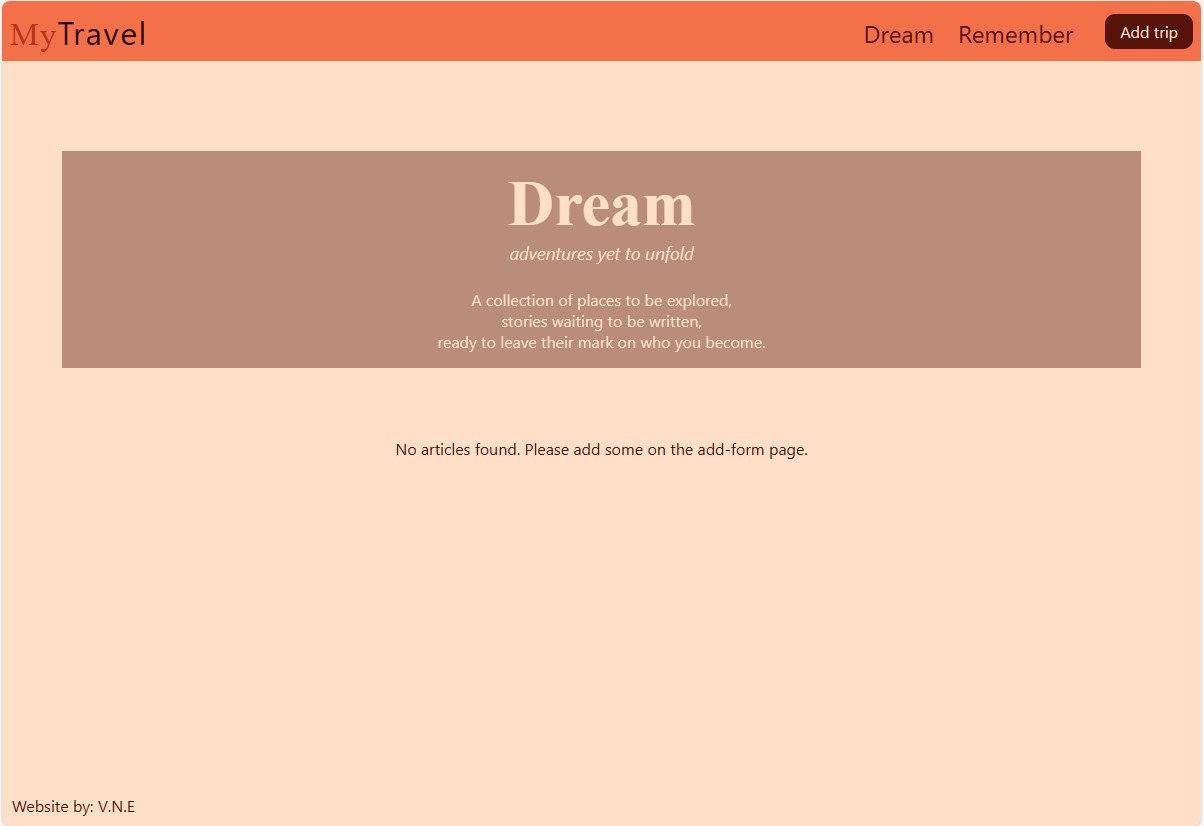 MyTravel
Dream
Remember
Add trip
Dream
adventures yet to unfold
A collection of places to be explored,
stories waiting to be written,
ready to leave their mark on who you become.
No articles found. Please add some on the add-form page.
Website by: V.N.E